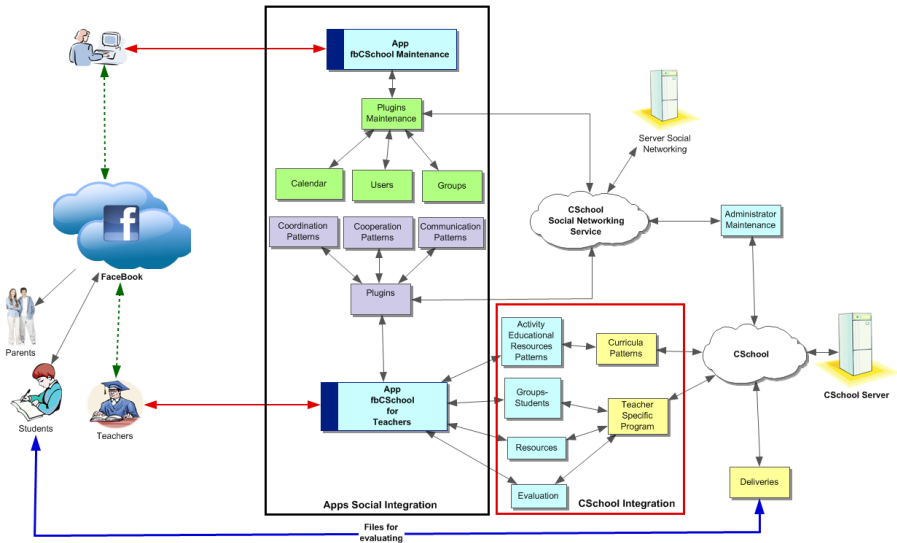 App
fbCSchool Maintenance
Plugins
Maintenance
Server Social
Networking
Calendar
Users
Groups
CSchool
Social Networking
Service
Administrator
Maintenance
Coordination
Patterns
Cooperation
Patterns
Communication
Patterns
f
FaceBook
Plugins
Parents
Activity
Educational
Resources
Patterns
Curricula
Patterns
CSchool
CSchool Server
App
fbCSchool
for
Teachers
Groups-
Students
Teacher
Specific
Program
Students
Teachers
Resources
Evaluation
Deliveries
Apps Social Integration
CSchool Integration
Files for
evaluating